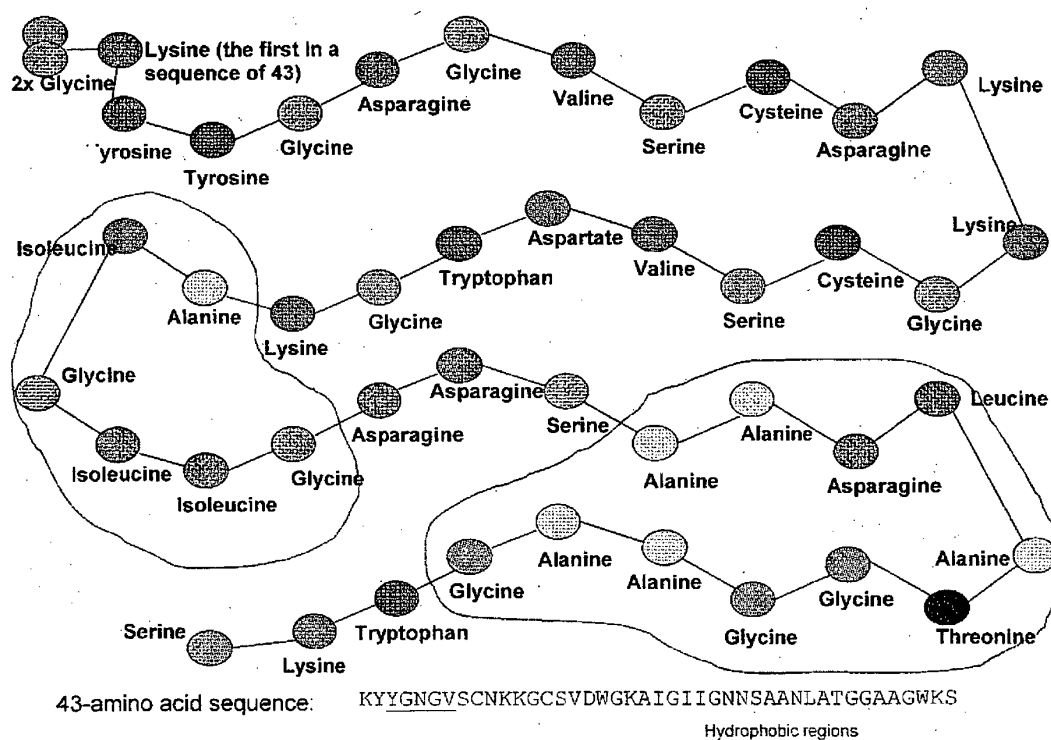 2x Glycine
Lysine (the first in a
sequence of 43)
yrosine
Tyrosine
Glycine
Asparagine
Glycine
Valine
Serine
Cysteine
Asparagine
Lysine
Isoleucine
Alanine
Lysine
Glycine
Tryptophan
Aspartate
Valine
Serine
Cysteine
Glycine
Lysine
Glycine
Isoleucine
Isoleucine
Glycine
Asparagine
Asparagine
Serine
Alanine
Alanine
Asparagine
Leucine
Serine
Lysine
Tryptophan
Glycine
Alanine
Alanine
Glycine
Glycine
Threonine
Alanine
43-amino acid sequence: KYYGNGVSCNKKGCSVDWGKAIGIIGNNSAANLATGGAAGWKS
Hydrophobic regions